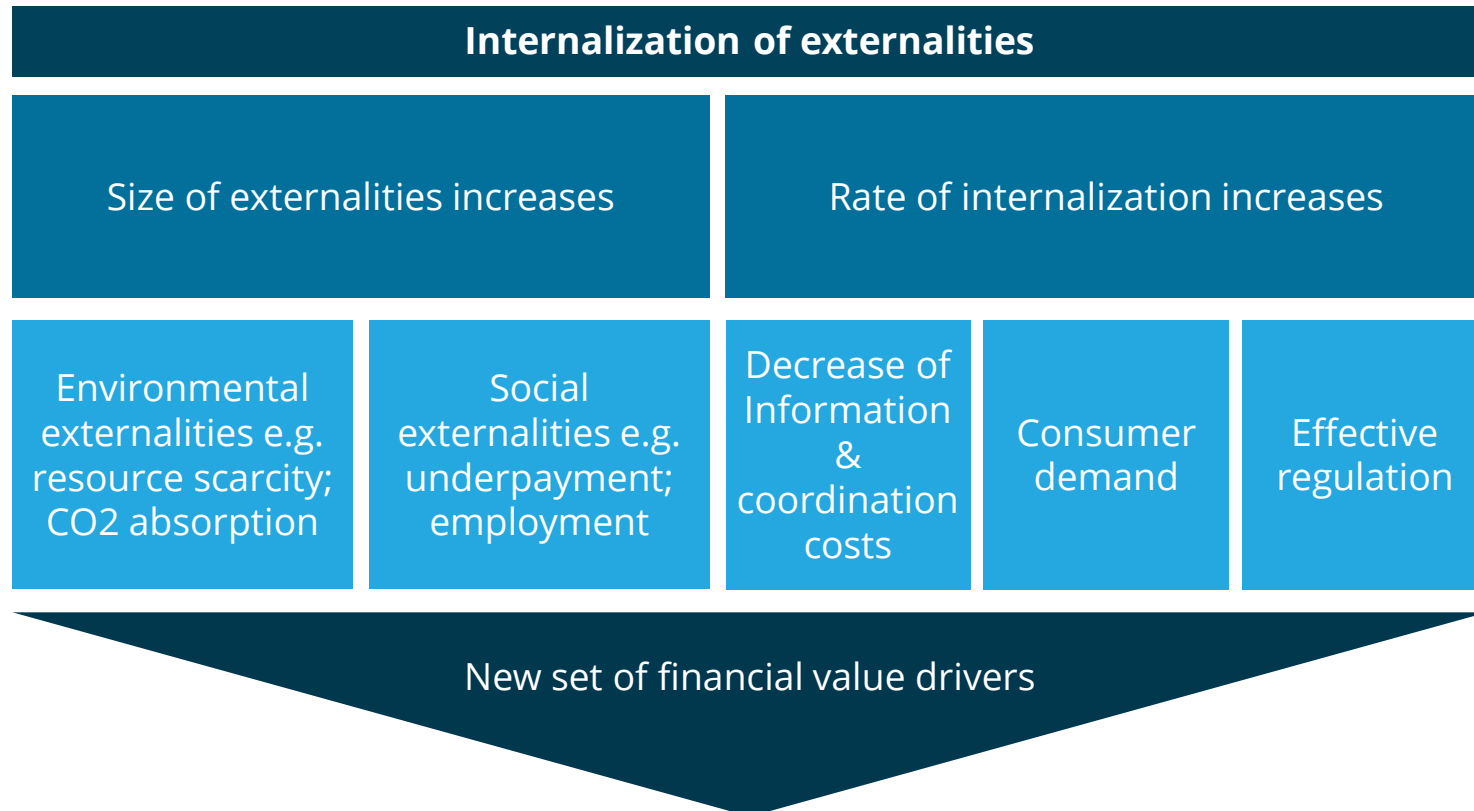 Internalization of externalities
Size of externalities increases
Rate of internalization increases
Environmental
externalities e.g.
resource scarcity;
CO2 absorption
Social
externalities e.g.
underpayment;
employment
Decrease of
Information
&
coordination
costs
Consumer
demand
Effective
regulation
New set of financial value drivers